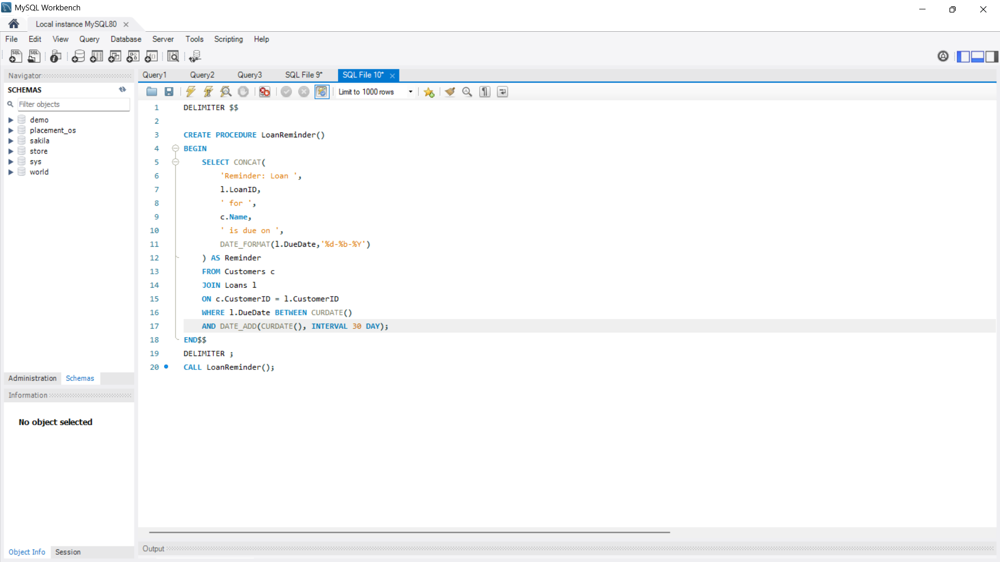 MySQL Workbench
Local instance MySQL80
File Edit View Query Database Server Tools Scripting Help
Navigator
SCHEMAS
Filter objects
demo
placement_os
sakila
store
sys
world
Administration Schemas
Information
No object selected
Object Info Session
Query1 Query2 Query3 SQL File 9* SQL File 10*
Limit to 1000 rows
1 DELIMITER $$
2
3 CREATE PROCEDURE LoanReminder()
4 BEGIN
5 SELECT CONCAT(
6 'Reminder: Loan ',
7 l.LoanID,
8 ' for ',
9 c.Name,
10 ' is due on ',
11 DATE_FORMAT(l.DueDate,'%d-%b-%Y')
12 ) AS Reminder
13 FROM Customers c
14 JOIN Loans l
15 ON c.CustomerID = l.CustomerID
16 WHERE l.DueDate BETWEEN CURDATE()
17 AND DATE_ADD(CURDATE(), INTERVAL 30 DAY);
18 END$$
19 DELIMITER ;
20 CALL LoanReminder();
Output